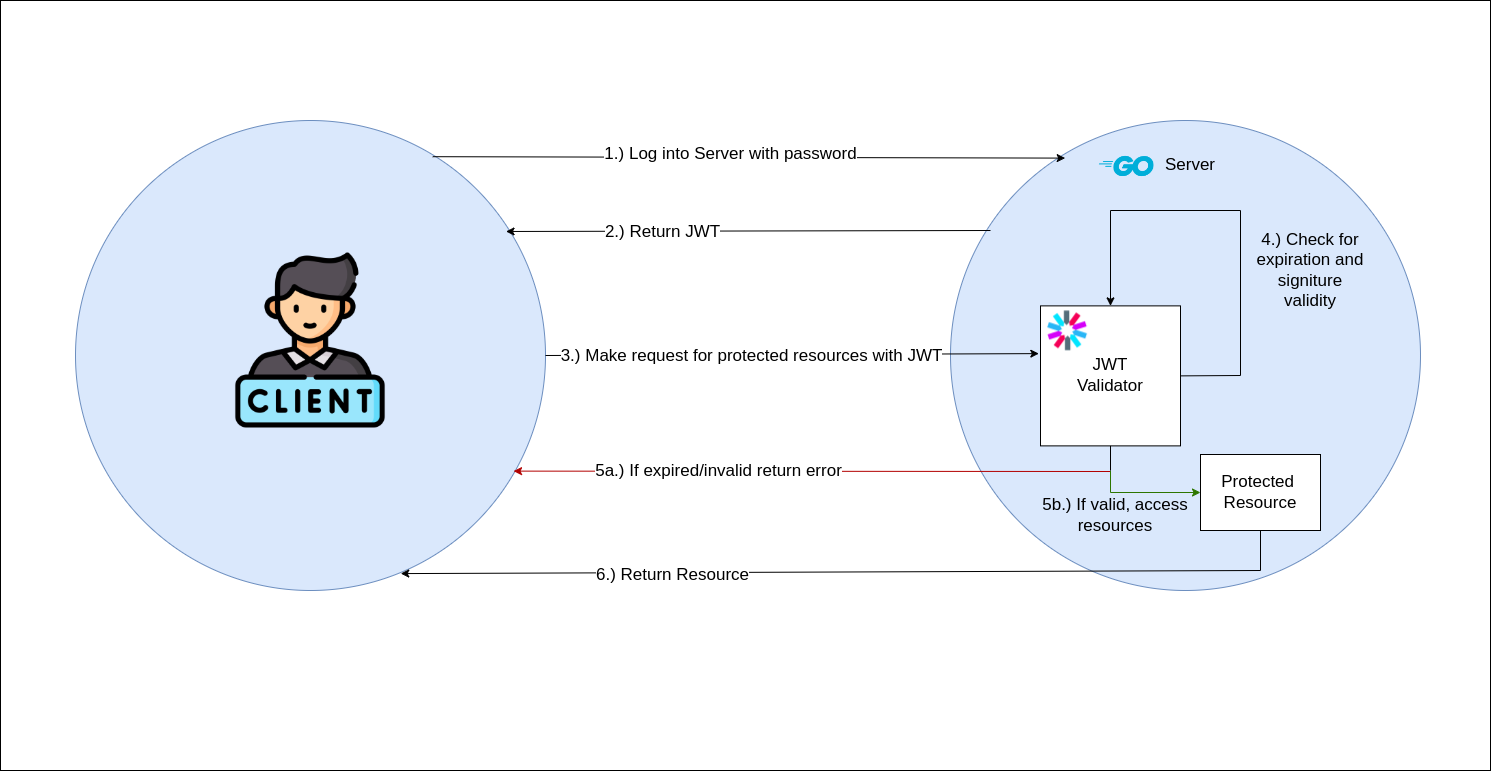 1.) Log into Server with password
GO Server
2.) Return JWT
4.) Check for
expiration and
signiture
validity
CLIENT
3.) Make request for protected resources with JWT
JWT
Validator
5a.) If expired/invalid return error
5b.) If valid, access
resources
Protected
Resource
6.) Return Resource